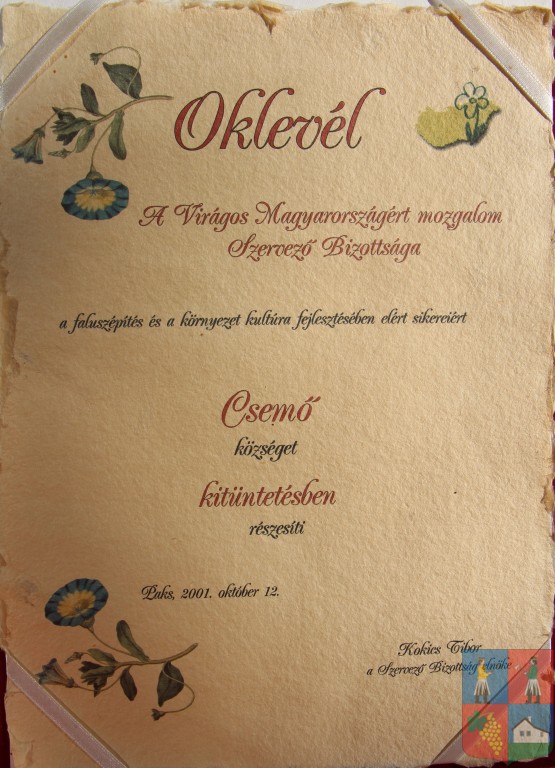 Oklevél
A Virágos Magyarországért mozgalom
Szervező Bizottsága
a faluszépítés és a környezet kultúra fejlesztésében elért sikereiért
Csemő
községet
kitüntetésben
részesíti
Paks, 2001. október 12.
Kokics Tibor
a Szervező Bizottság elnöke